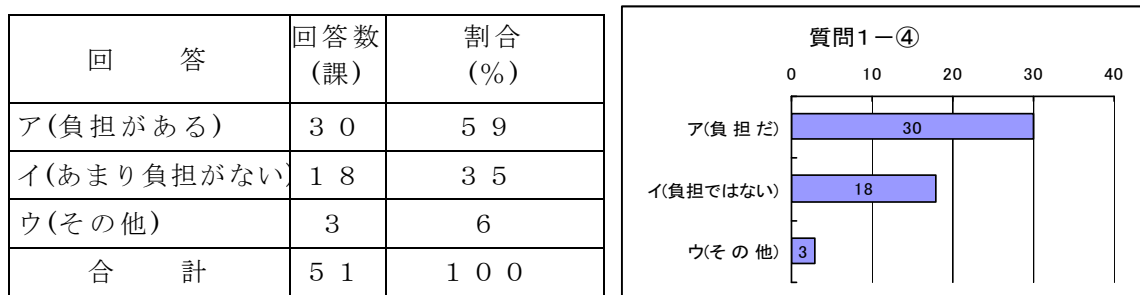 回　答 回答数(課) 割合(%)
ア(負担がある) ３０ ５９
イ(あまり負担がない) １８ ３５
ウ(その他) ３ ６
合　計 ５１ １００
質問1－④
0 10 20 30 40
ア(負 担 だ) 30
イ(負担ではない) 18
ウ(そ の 他) 3